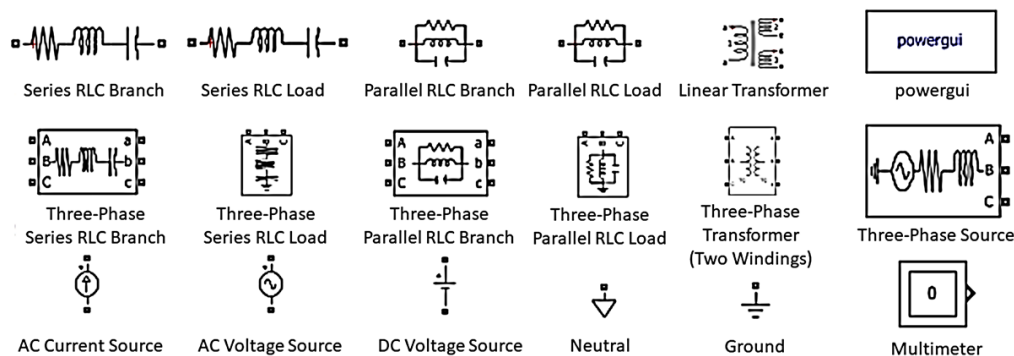 powergui
Series RLC Branch
Series RLC Load
Parallel RLC Branch
Parallel RLC Load
Linear Transformer
powergui
A a
B b
C c
A B C
A a
B b
C c
A B C
A
B
C
Three-Phase
Series RLC Branch
Three-Phase
Series RLC Load
Three-Phase
Parallel RLC Branch
Three-Phase
Parallel RLC Load
Three-Phase
Transformer
(Two Windings)
Three-Phase Source
0
AC Current Source
AC Voltage Source
DC Voltage Source
Neutral
Ground
Multimeter